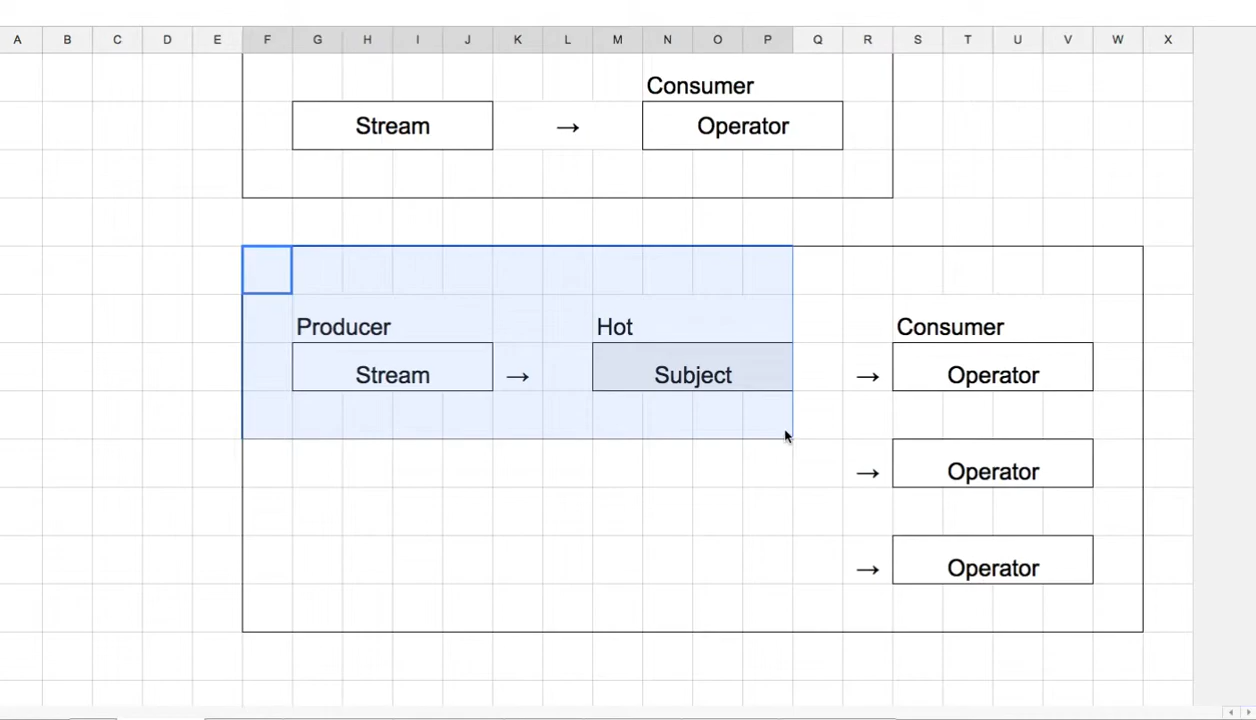 A B C D E F G H I J K L M N O P Q R S T U V W X
Consumer
Stream → Operator
Producer Hot Consumer
Stream → Subject → Operator
→ Operator
→ Operator